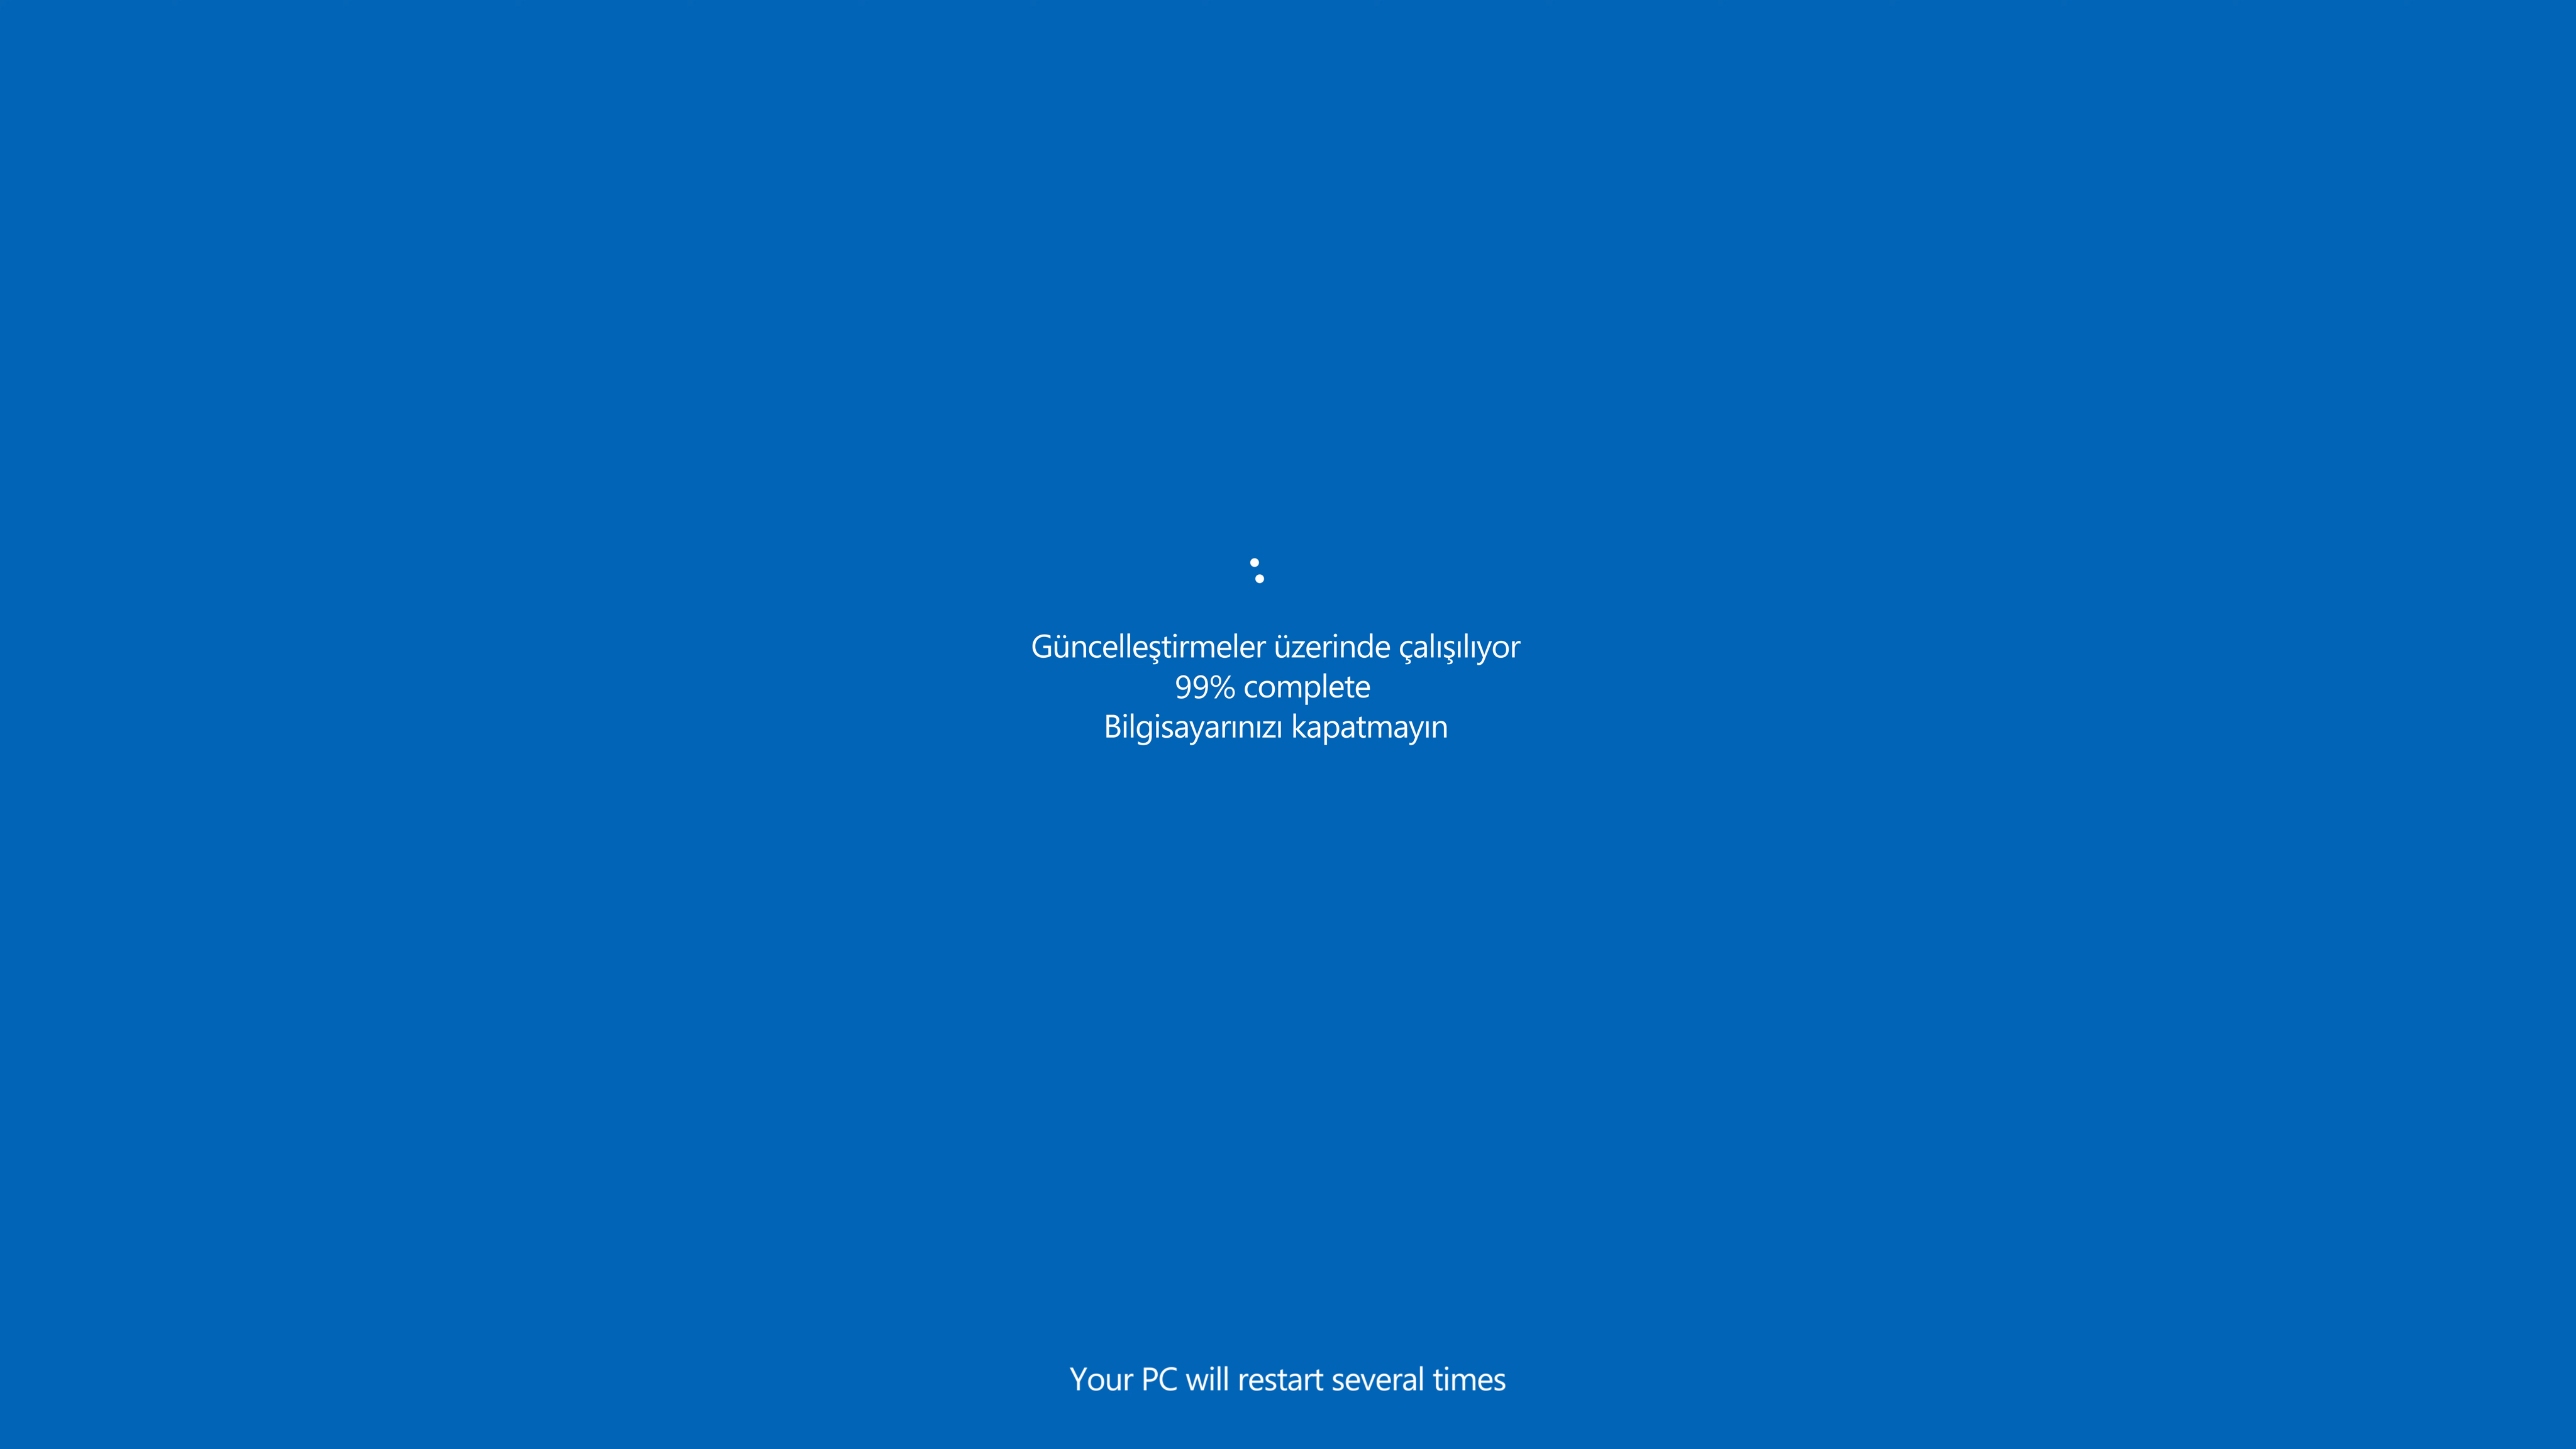 Güncelleştirmeler üzerinde çalışılıyor
99% complete
Bilgisayarınızı kapatmayın
Your PC will restart several times